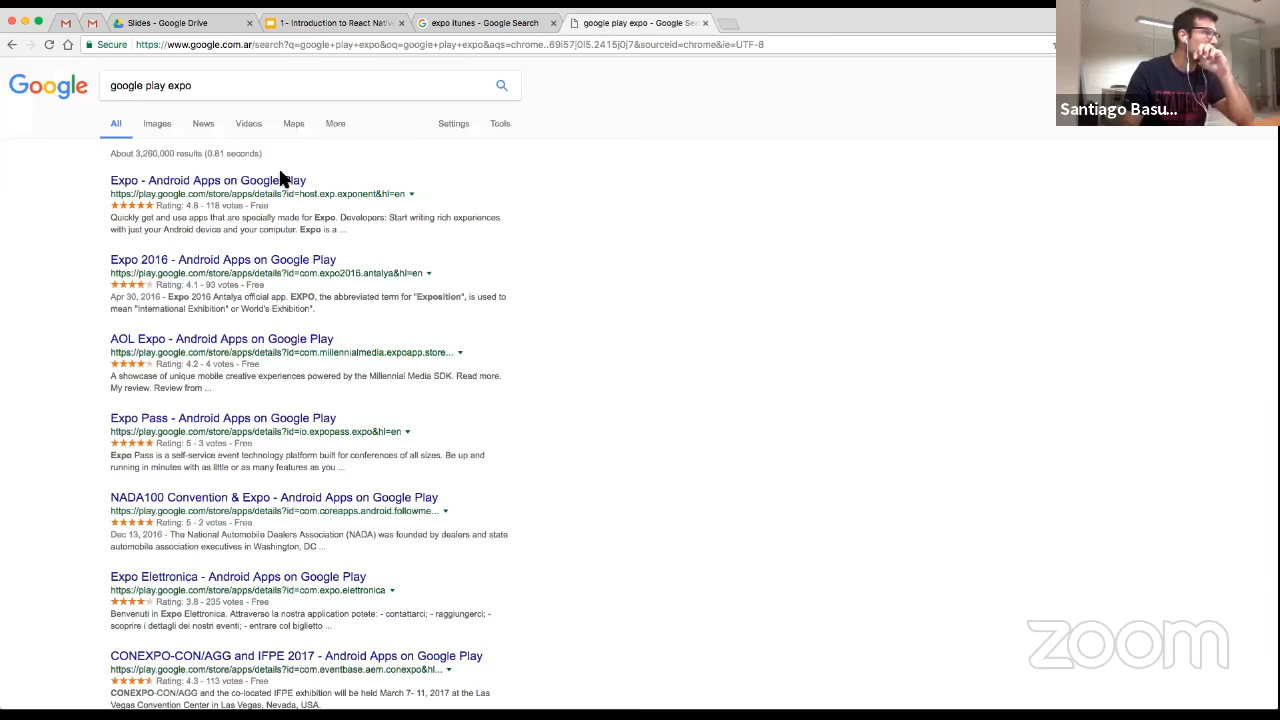 Slides - Google Drive
1 - Introduction to React Nativ
expo itunes - Google Search
google play expo - Google Sea
Secure
https://www.google.com.ar/search?q=google+play+expo&oq=google+play+expo&aqs=chrome..69i57j0l5.2415j0j7&sourceid=chrome&ie=UTF-8
Google
google play expo
All
Images
News
Videos
Maps
More
Settings
Tools
About 3,260,000 results (0.81 seconds)
Expo - Android Apps on Google Play
https://play.google.com/store/apps/details?id=host.exp.exponent&hl=en
Rating: 4.8 - 118 votes - Free
Quickly get and use apps that are specially made for Expo. Developers: Start writing rich experiences
with just your Android device and your computer. Expo is a ...
Expo 2016 - Android Apps on Google Play
https://play.google.com/store/apps/details?id=com.expo2016.antalya&hl=en
Rating: 4.1 - 93 votes - Free
Apr 30, 2016 - Expo 2016 Antalya official app. EXPO, the abbreviated term for "Exposition", is used to
mean "International Exhibition" or World's Exhibition".
AOL Expo - Android Apps on Google Play
https://play.google.com/store/apps/details?id=com.millennialmedia.expoapp.store...
Rating: 4.2 - 4 votes - Free
A showcase of unique mobile creative experiences powered by the Millennial Media SDK. Read more.
My review. Review from ...
Expo Pass - Android Apps on Google Play
https://play.google.com/store/apps/details?id=io.expopass.expo&hl=en
Rating: 5 - 3 votes - Free
Expo Pass is a self-service event technology platform built for conferences of all sizes. Be up and
running in minutes with as little or as many features as you ...
NADA100 Convention & Expo - Android Apps on Google Play
https://play.google.com/store/apps/details?id=com.coreapps.android.followme...
Rating: 5 - 2 votes - Free
Dec 13, 2016 - The National Automobile Dealers Association (NADA) was founded by dealers and state
automobile association executives in Washington, DC ...
Expo Elettronica - Android Apps on Google Play
https://play.google.com/store/apps/details?id=com.expo.elettronica
Rating: 3.8 - 235 votes - Free
Benvenuti in Expo Elettronica. Attraverso la nostra application potete: - contattarci; - raggiungerci; -
scoprire i dettagli dei nostri eventi; - entrare col biglietto ...
CONEXPO-CON/AGG and IFPE 2017 - Android Apps on Google Play
https://play.google.com/store/apps/details?id=com.eventbase.aem.conexpo&hl...
Rating: 4.3 - 113 votes - Free
CONEXPO-CON/AGG and the co-located IFPE exhibition will be held March 7- 11, 2017 at the Las
Vegas Convention Center in Las Vegas, Nevada, USA.
Santiago Basu...
zoom